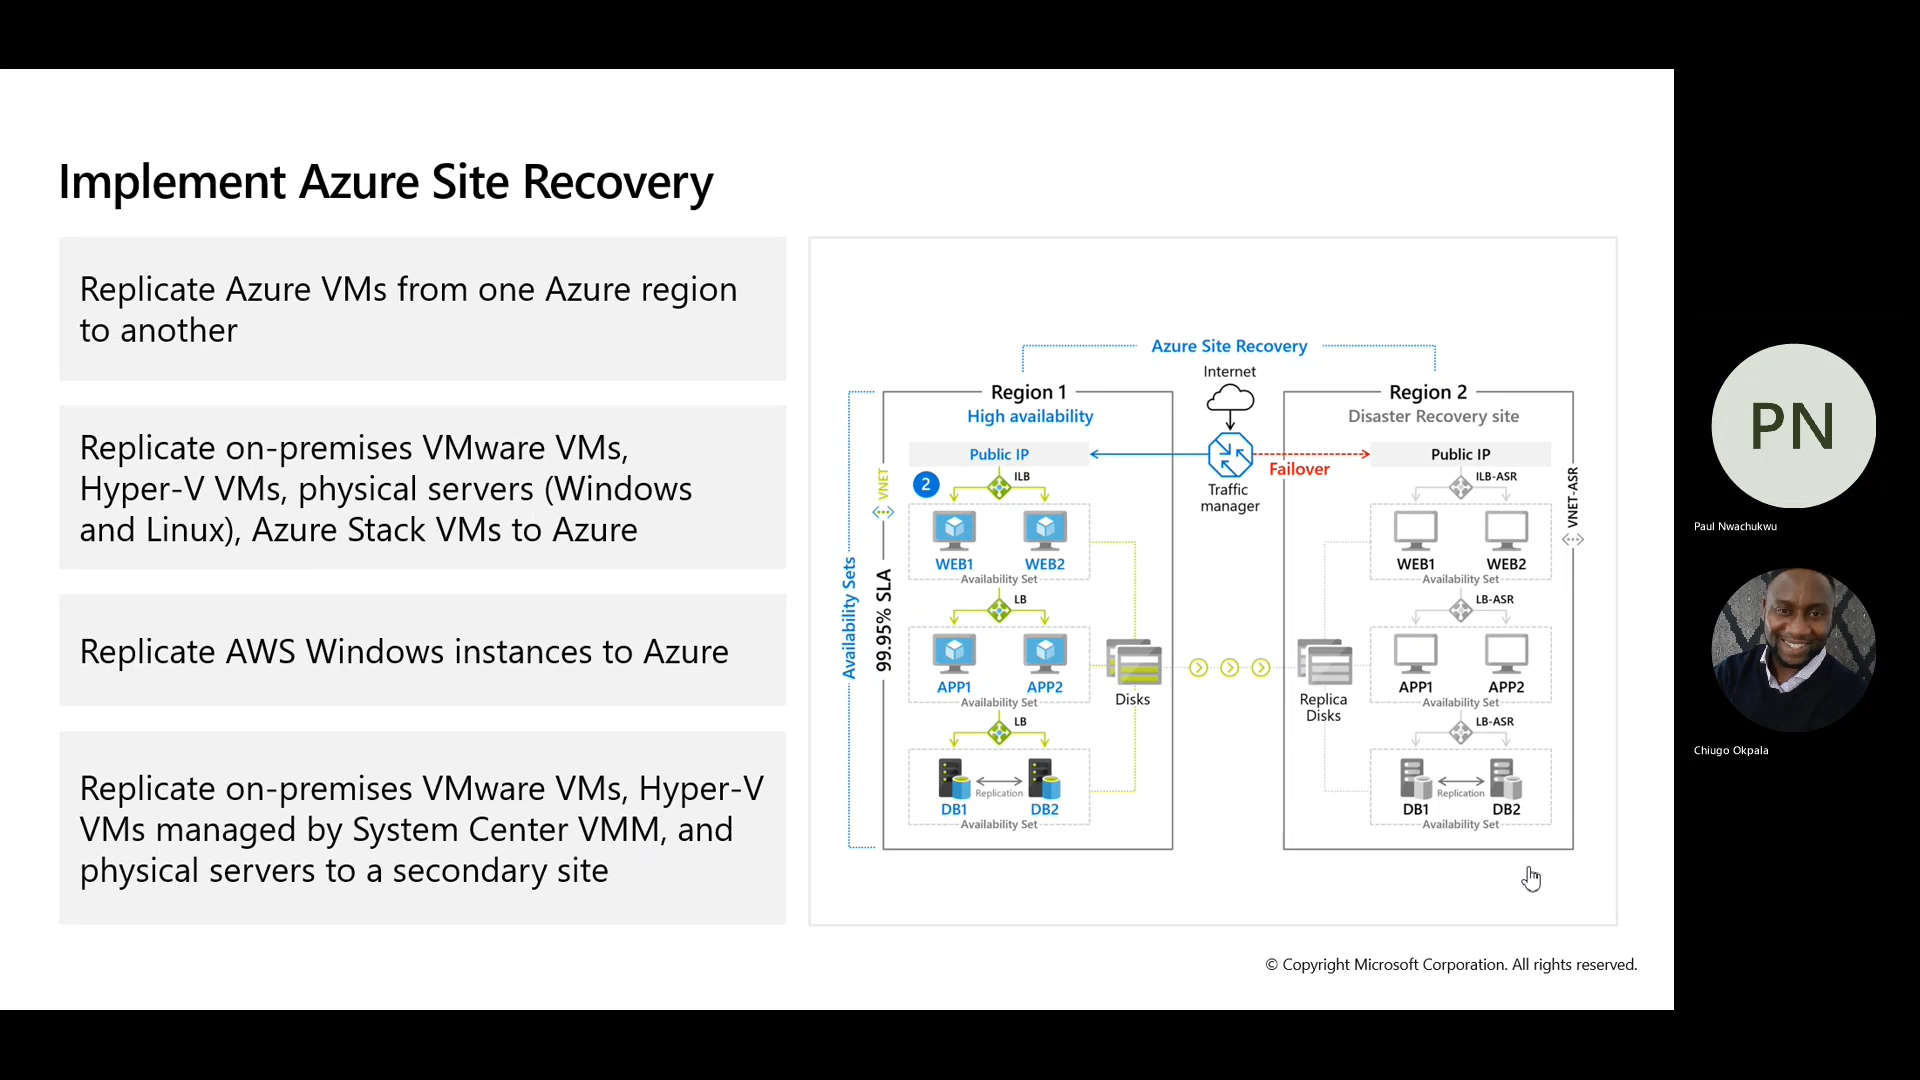 Implement Azure Site Recovery
Replicate Azure VMs from one Azure region
to another
Replicate on-premises VMware VMs,
Hyper-V VMs, physical servers (Windows
and Linux), Azure Stack VMs to Azure
Replicate AWS Windows instances to Azure
Replicate on-premises VMware VMs, Hyper-V
VMs managed by System Center VMM, and
physical servers to a secondary site
Azure Site Recovery
Internet
Traffic
manager
Failover
Region 1
High availability
Public IP
2
ILB
VNET
Availability Sets
99.95% SLA
WEB1
WEB2
Availability Set
LB
APP1
APP2
Availability Set
LB
DB1
Replication
DB2
Availability Set
Disks
Region 2
Disaster Recovery site
Public IP
ILB-ASR
VNET-ASR
WEB1
WEB2
Availability Set
LB-ASR
APP1
APP2
Availability Set
LB-ASR
DB1
Replication
DB2
Availability Set
Replica
Disks
© Copyright Microsoft Corporation. All rights reserved.
PN
Paul Nwachukwu
Chiugo Okpala